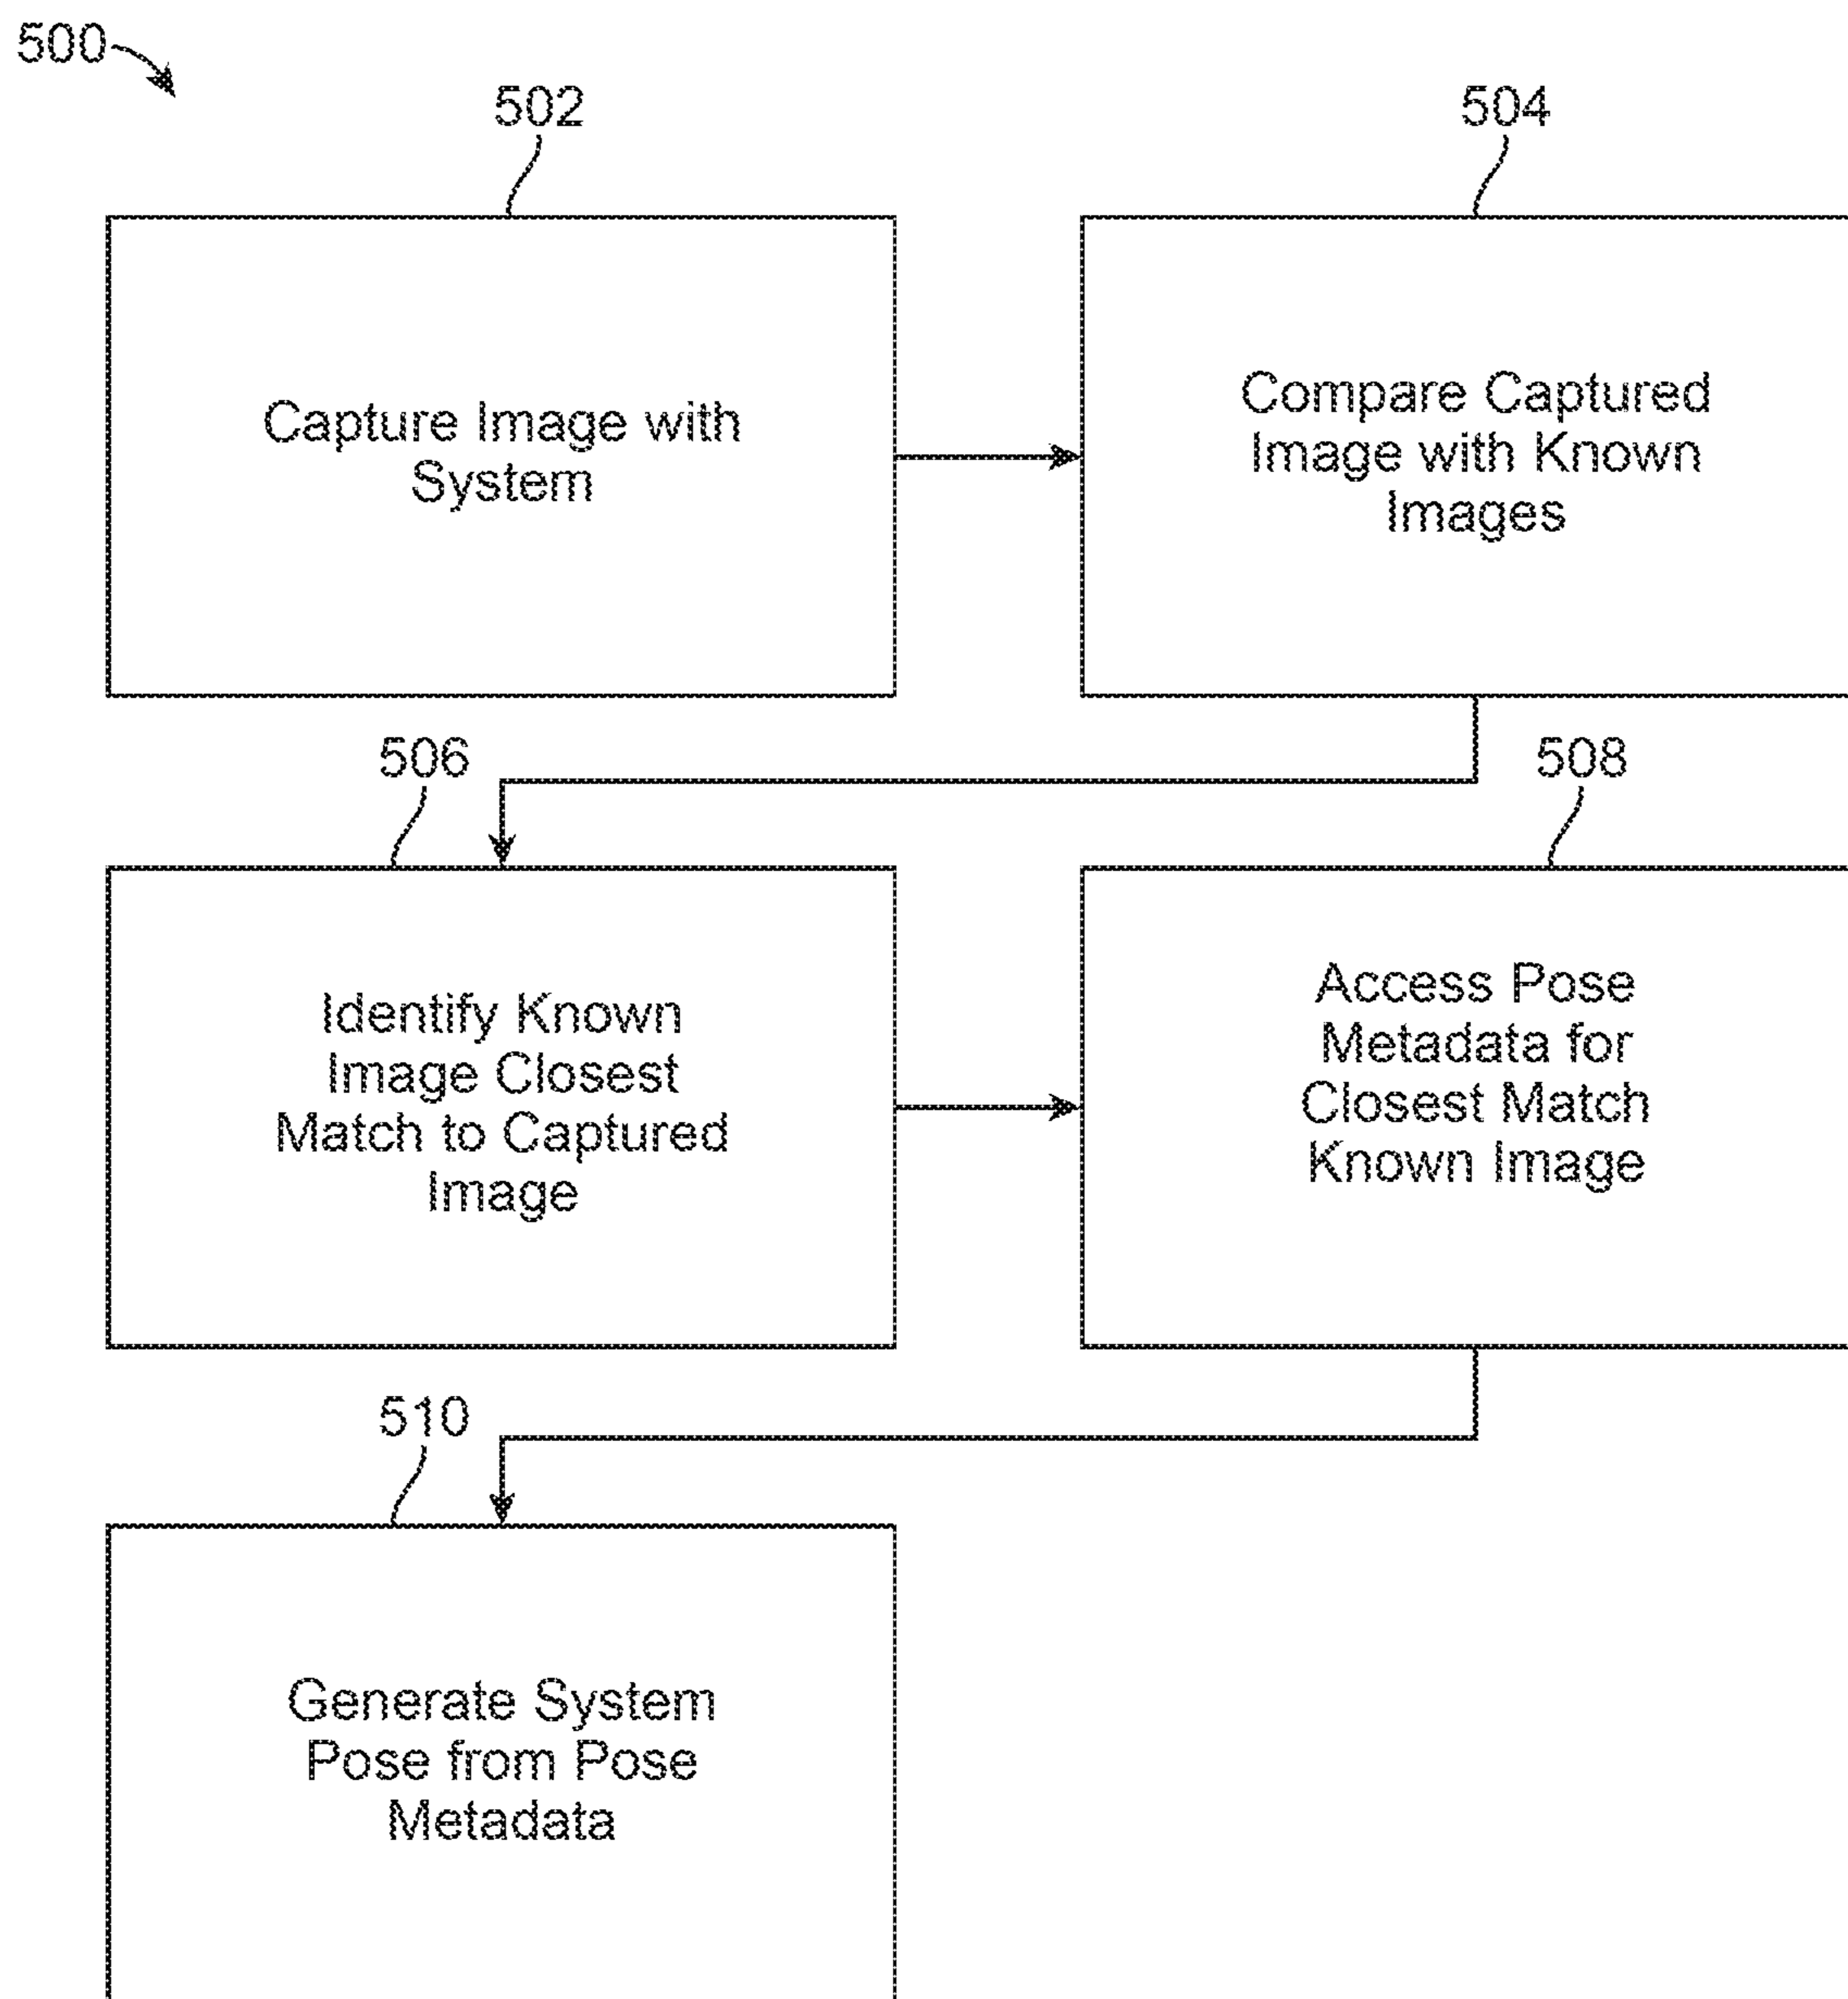 500
502
504
Capture Image with
System
Compare Captured
Image with Known
Images
506
508
Identify Known
Image Closest
Match to Captured
Image
Access Pose
Metadata for
Closest Match
Known Image
510
Generate System
Pose from Pose
Metadata